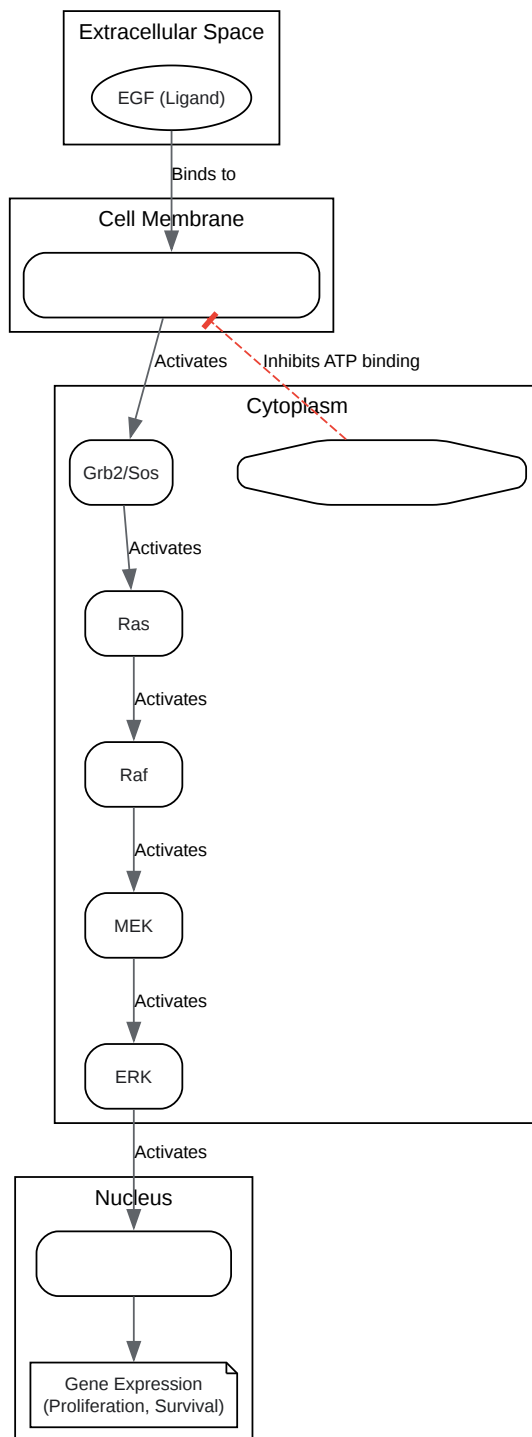 Extracellular Space
EGF (Ligand)
Binds to
Cell Membrane
Activates
Inhibits ATP binding
Cytoplasm
Grb2/Sos
Activates
Ras
Activates
Raf
Activates
MEK
Activates
ERK
Activates
Nucleus
Gene Expression
(Proliferation, Survival)